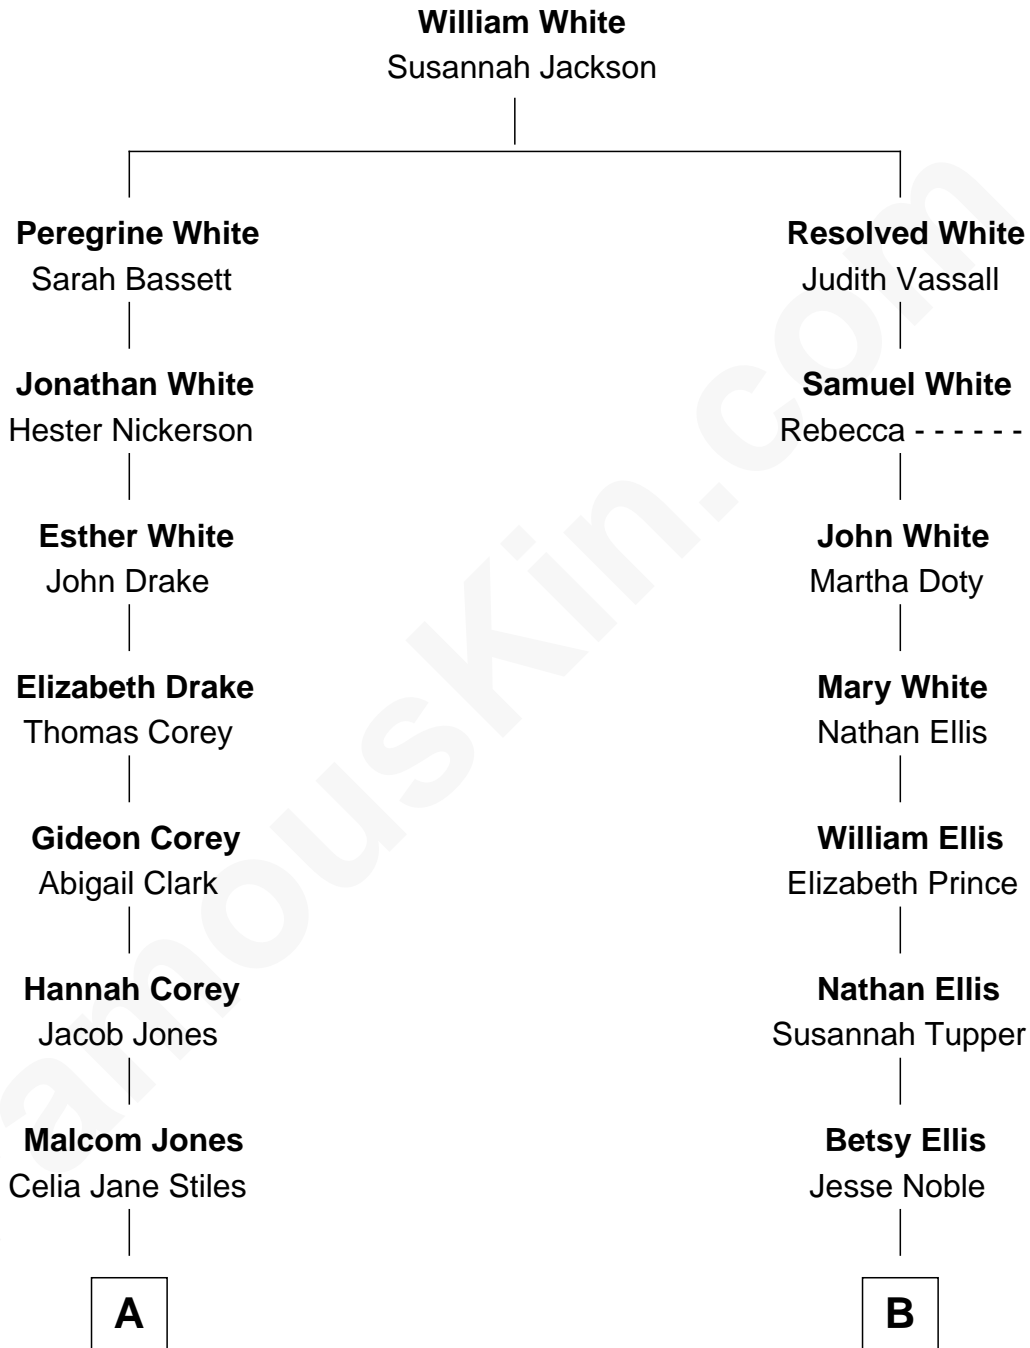 William White
Susannah Jackson
Peregrine White
Sarah Bassett
Resolved White
Judith Vassall
Jonathan White
Hester Nickerson
Samuel White
Rebecca - - - - - -
Esther White
John Drake
John White
Martha Doty
Elizabeth Drake
Thomas Corey
Mary White
Nathan Ellis
Gideon Corey
Abigail Clark
William Ellis
Elizabeth Prince
Hannah Corey
Jacob Jones
Nathan Ellis
Susannah Tupper
Malcom Jones
Celia Jane Stiles
Betsy Ellis
Jesse Noble
A
B
amouskin.com